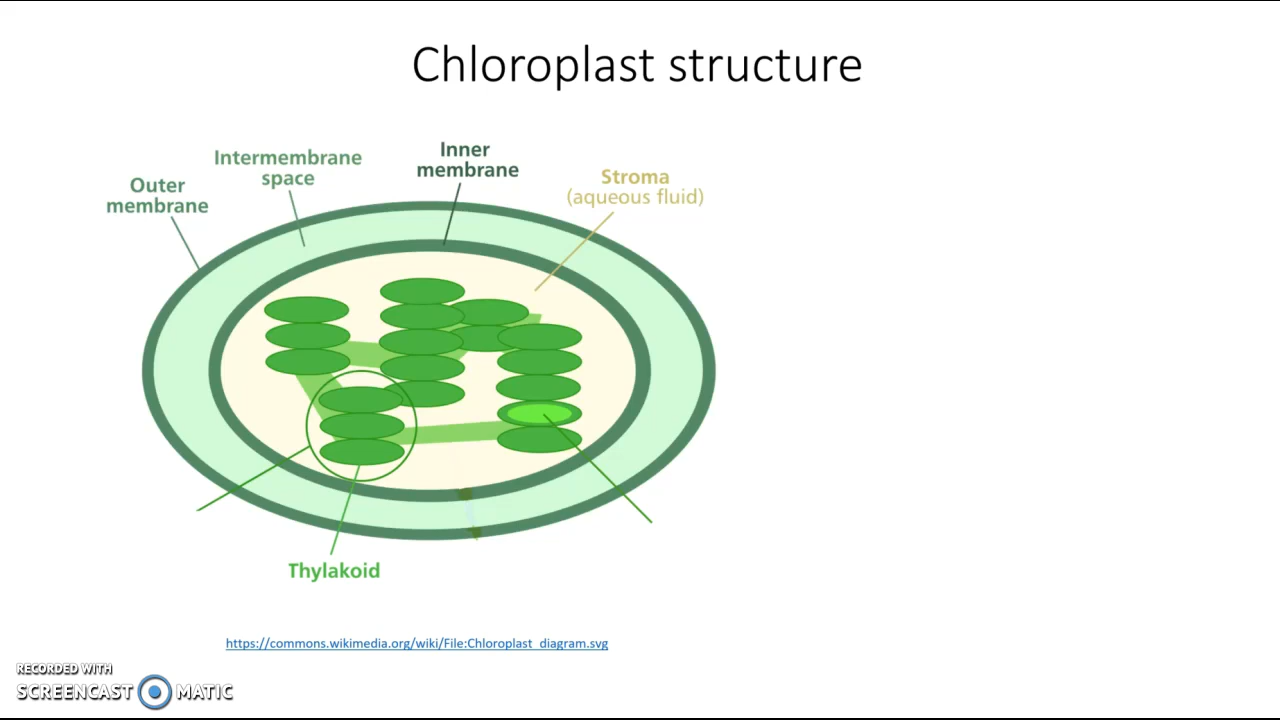 Chloroplast structure
Outer
membrane
Intermembrane
space
Inner
membrane
Stroma
(aqueous fluid)
Thylakoid
https://commons.wikimedia.org/wiki/File:Chloroplast_diagram.svg
RECORDED WITH
SCREENCAST MATIC